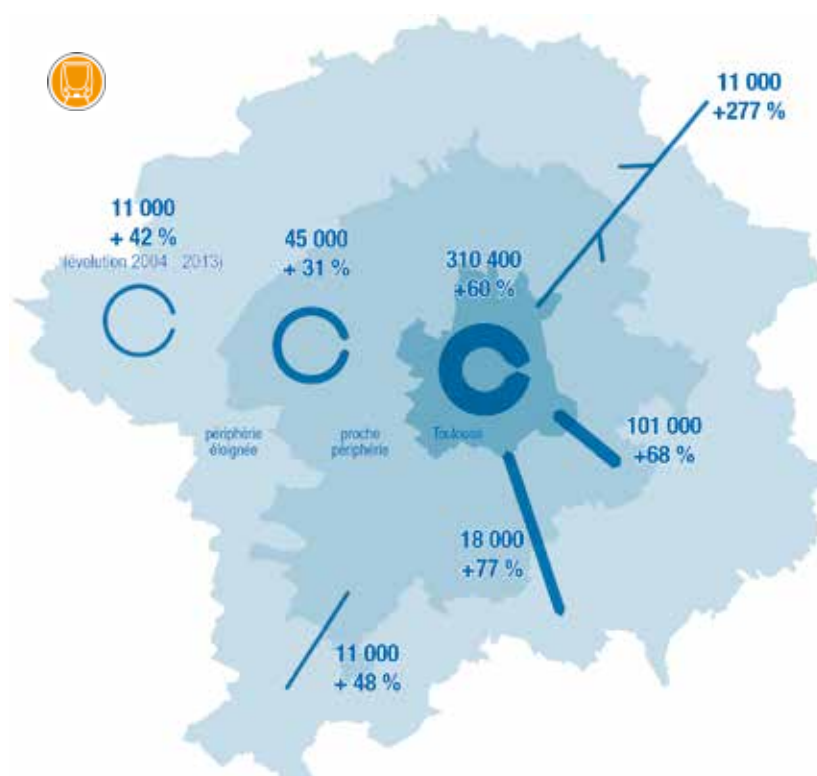 11 000
+277 %
11 000
+ 42 %
(évolution 2004 - 2013)
45 000
+ 31 %
310 400
+60 %
périphérie
éloignée
proche
périphérie
Toulouse
101 000
+68 %
18 000
+77 %
11 000
+ 48 %